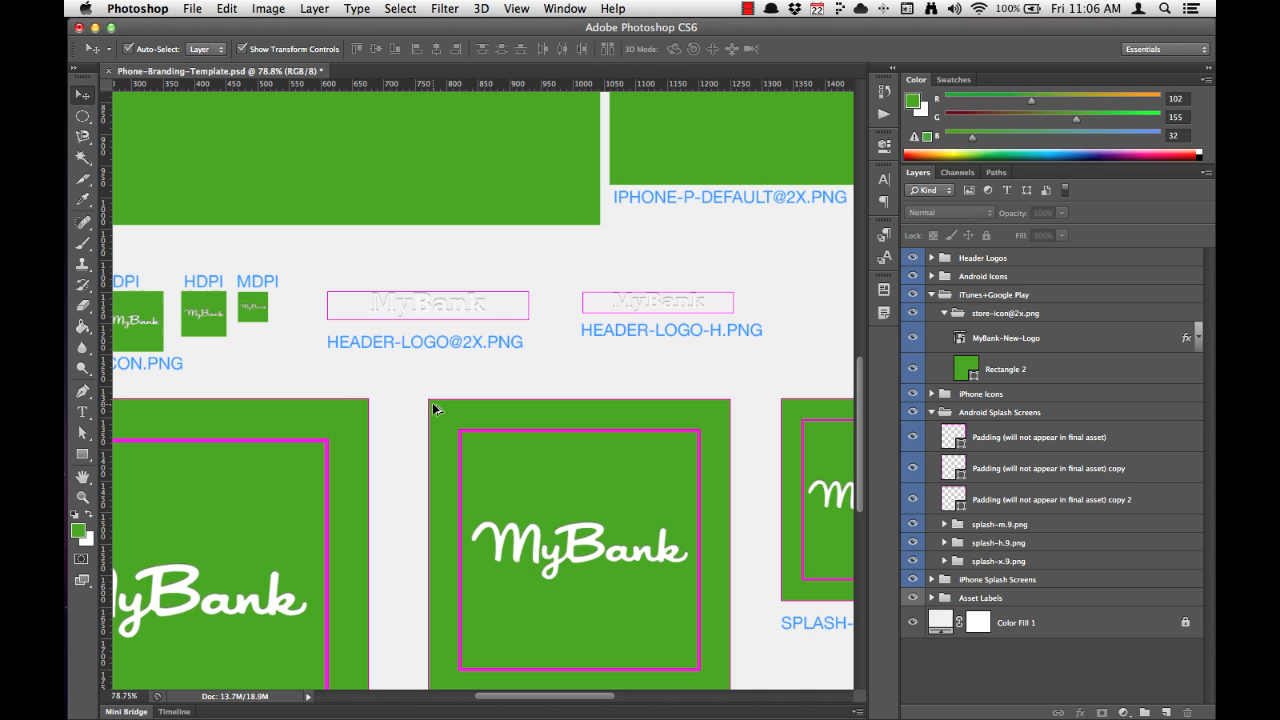 Photoshop File Edit Image Layer Type Select Filter 3D View Window Help 22 100% Fri 11:06 AM
Adobe Photoshop CS6
Auto-Select: Layer Show Transform Controls 3D Mode: Essentials
Phone-Branding-Template.psd @ 78.8% (RGB/8) *
300 350 400 450 500 550 600 650 700 750 800 850 900 950 1000 1050 1100 1150 1200 1250 1300 1350 1400
Color Swatches
R 102
G 155
B 32
Layers Channels Paths
Kind
Normal Opacity: 100%
Lock: Fill: 100%
Header Logos
Android Icons
iTunes+Google Play
store-icon@2x.png
MyBank-New-Logo fx
Rectangle 2
iPhone Icons
Android Splash Screens
Padding (will not appear in final asset)
Padding (will not appear in final asset) copy
Padding (will not appear in final asset) copy 2
splash-m.9.png
splash-h.9.png
splash-x.9.png
iPhone Splash Screens
Asset Labels
Color Fill 1
IPHONE-P-DEFAULT@2X.PNG
DPI HDPI MDPI
MyBank MyBank MyBank MyBank MyBank
HEADER-LOGO@2X.PNG HEADER-LOGO-H.PNG
CON.PNG
MyBank
MyBank
SPLASH-
78.75% Doc: 13.7M/18.9M
Mini Bridge Timeline